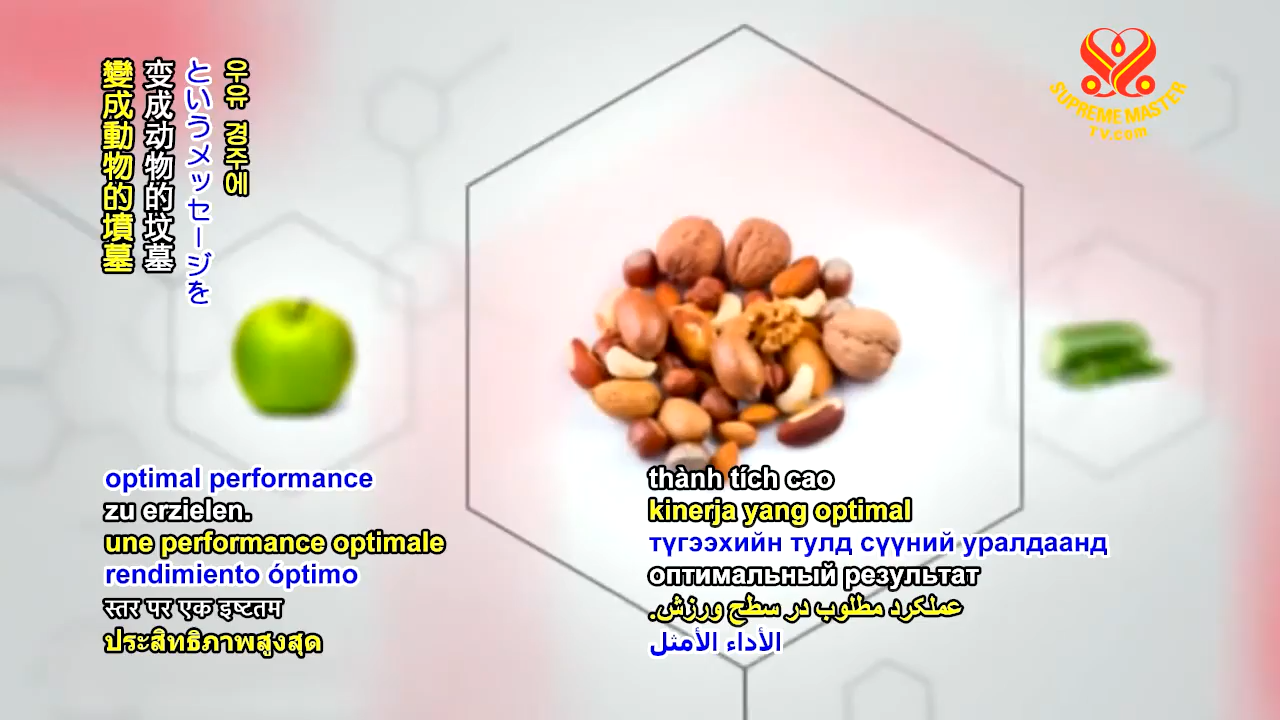 變成動物的墳墓
变成动物的坟墓
というメッセージを
우유 경주에
SUPREME MASTER
TV.com
optimal performance
zu erzielen.
une performance optimale
rendimiento óptimo
स्तर पर एक इष्टतम
ประสิทธิภาพสูงสุด
thành tích cao
kinerja yang optimal
түгээхийн тулд сүүний уралдаанд
оптимальный результат
عملکرد مطلوب در سطح ورزش.
الأداء الأمثل